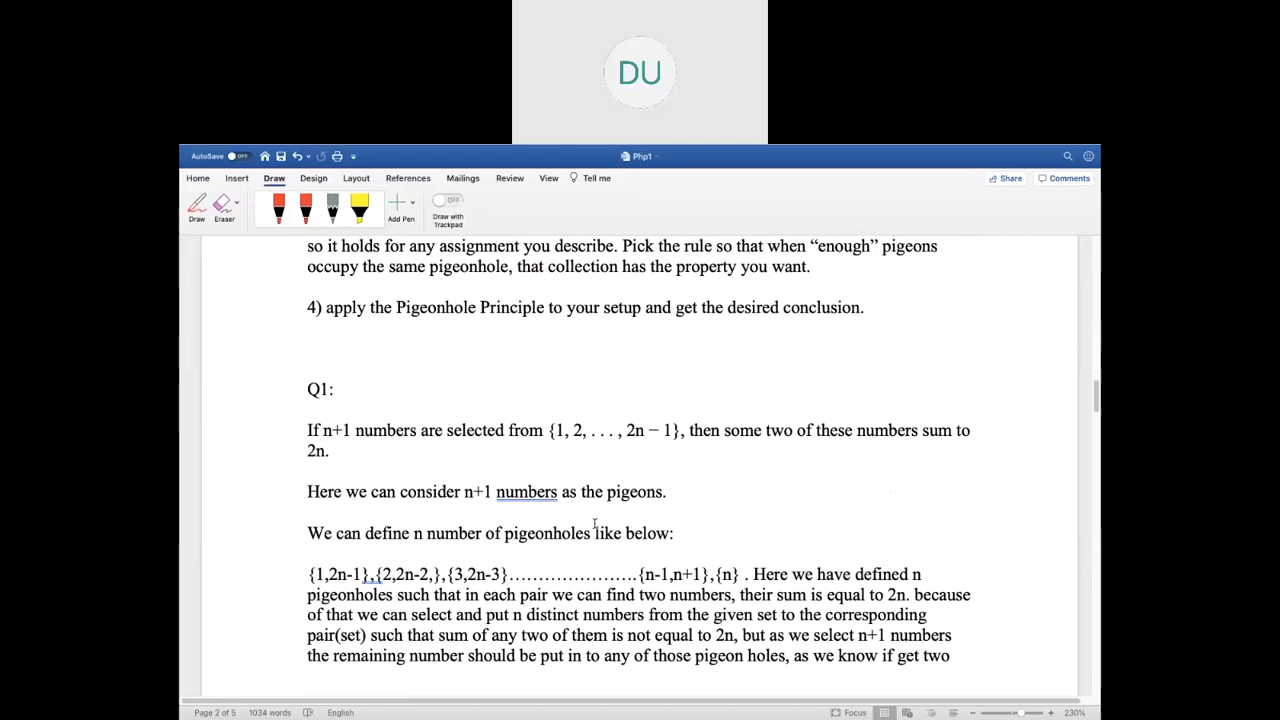 DU
AutoSave OFF Php1
Home Insert Draw Design Layout References Mailings Review View Tell me Share Comments
OFF
Draw Eraser Add Pen Draw with Trackpad
so it holds for any assignment you describe. Pick the rule so that when “enough” pigeons
occupy the same pigeonhole, that collection has the property you want.
4) apply the Pigeonhole Principle to your setup and get the desired conclusion.
Q1:
If n+1 numbers are selected from {1, 2, . . . , 2n − 1}, then some two of these numbers sum to
2n.
Here we can consider n+1 numbers as the pigeons.
We can define n number of pigeonholes like below:
{1,2n-1},{2,2n-2,},{3,2n-3}………………….{n-1,n+1},{n} . Here we have defined n
pigeonholes such that in each pair we can find two numbers, their sum is equal to 2n. because
of that we can select and put n distinct numbers from the given set to the corresponding
pair(set) such that sum of any two of them is not equal to 2n, but as we select n+1 numbers
the remaining number should be put in to any of those pigeon holes, as we know if get two
Page 2 of 5 1034 words English Focus 230%